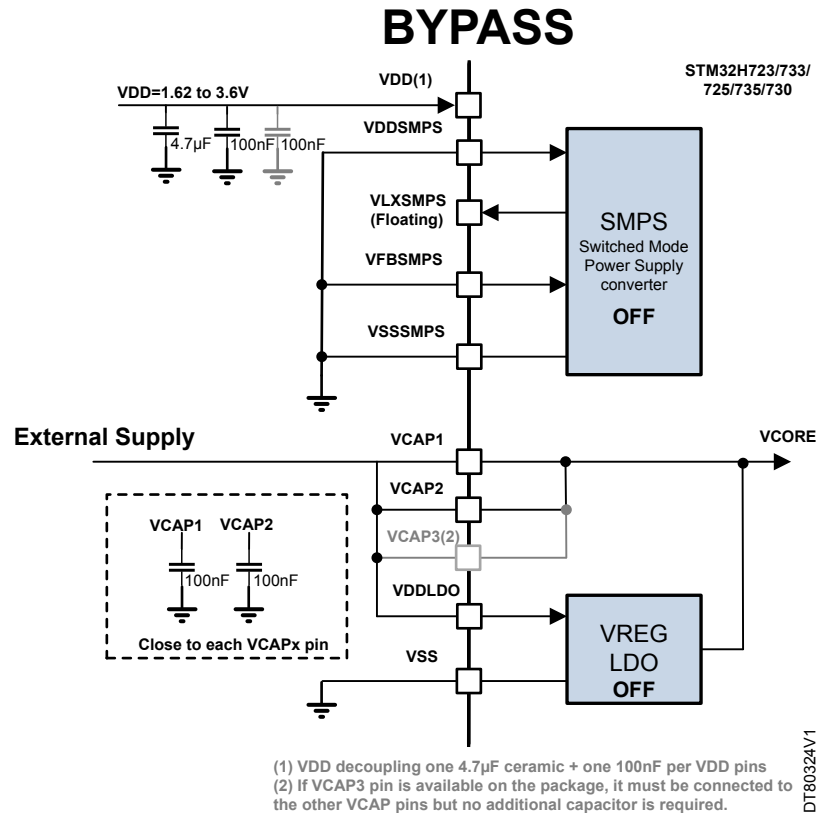 BYPASS
STM32H723/733/
725/735/730
VDD=1.62 to 3.6V
VDD(1)
4.7µF
100nF
100nF
VDDSMPS
VLXSMPS
(Floating)
VFBSMPS
VSSSMPS
SMPS
Switched Mode
Power Supply
converter
OFF
External Supply
VCAP1
VCORE
VCAP2
VCAP3(2)
VDDLDO
VSS
VCAP1
VCAP2
100nF
100nF
Close to each VCAPx pin
VREG
LDO
OFF
(1) VDD decoupling one 4.7µF ceramic + one 100nF per VDD pins
(2) If VCAP3 pin is available on the package, it must be connected to
the other VCAP pins but no additional capacitor is required.
DT80324V1